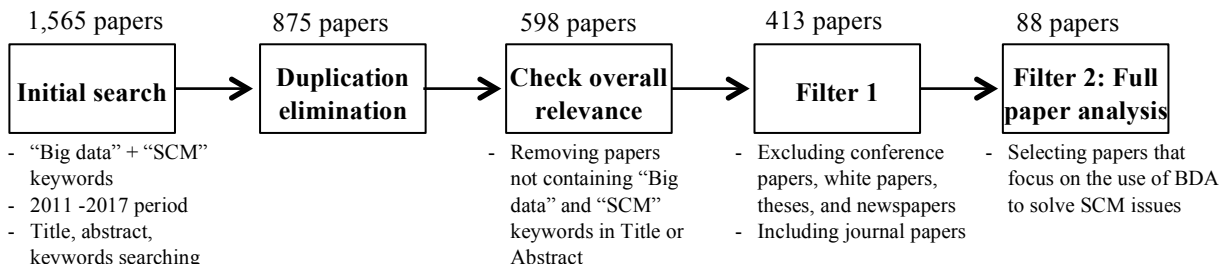 1,565 papers
875 papers
598 papers
413 papers
88 papers
Initial search
Duplication
elimination
Check overall
relevance
Filter 1
Filter 2: Full
paper analysis
- “Big data” + “SCM”
keywords
- 2011 -2017 period
- Title, abstract,
keywords searching
- Removing papers
not containing “Big
data” and “SCM”
keywords in Title or
Abstract
- Excluding conference
papers, white papers,
theses, and newspapers
- Including journal papers
- Selecting papers that
focus on the use of BDA
to solve SCM issues